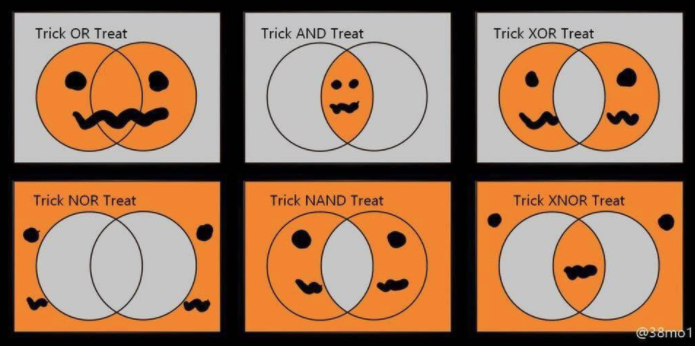 Trick OR Treat
Trick AND Treat
Trick XOR Treat
Trick NOR Treat
Trick NAND Treat
Trick XNOR Treat
@38mo1